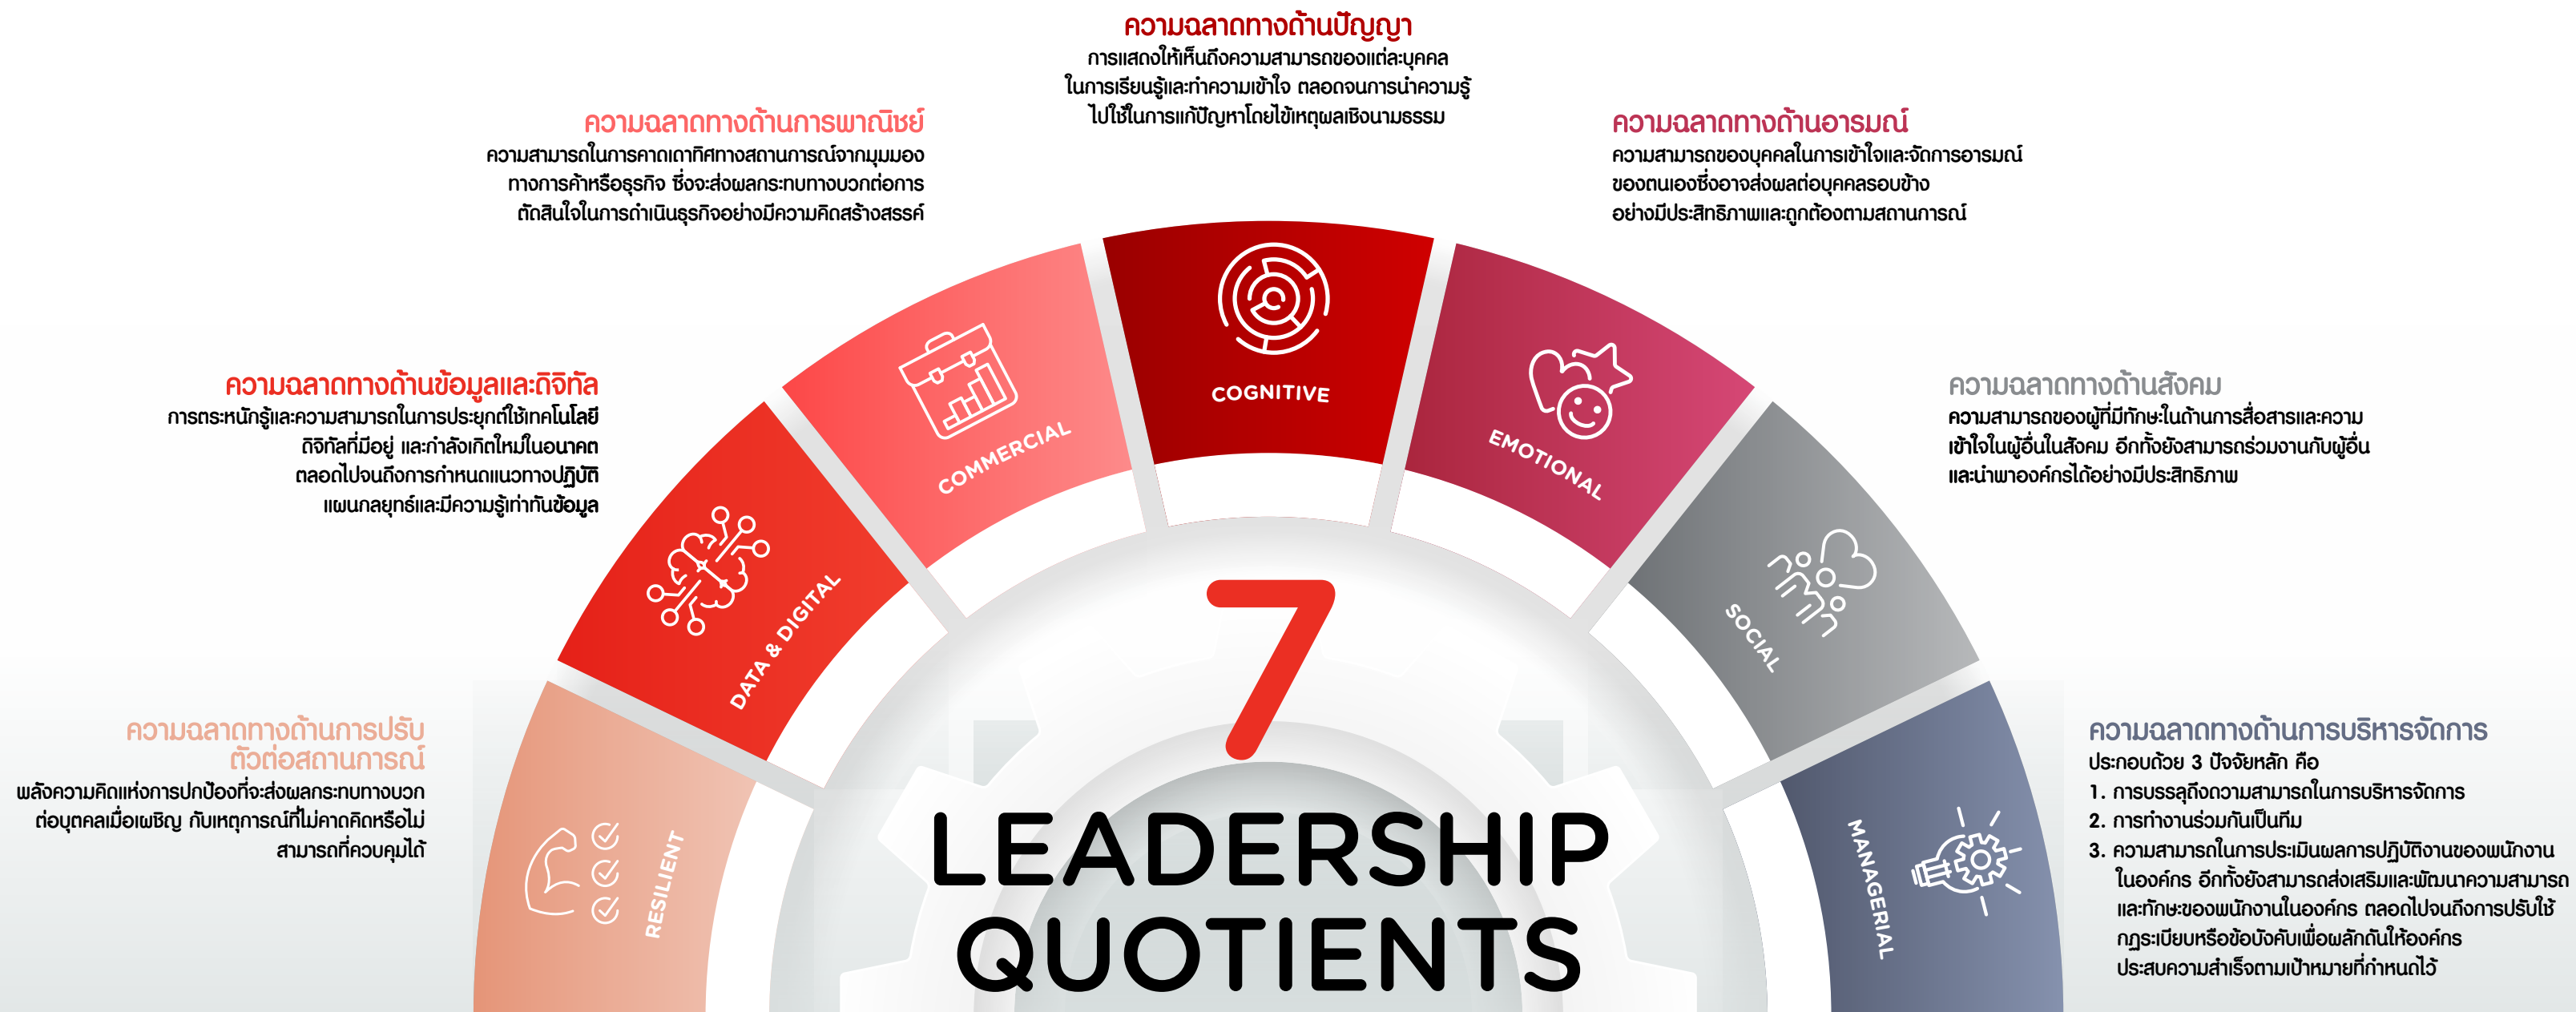 ความฉลาดทางด้านปัญญา
การแสดงให้เห็นถึงความสามารถของแต่ละบุคคล
ในการเรียนรู้และทำความเข้าใจ ตลอดจนการนำความรู้
ไปใช้ในการแก้ปัญหาโดยไข้เหตุผลเชิงนามธรรม
ความฉลาดทางด้านการพาณิชย์
ความสามารถในการคาดเดาทิศทางสถานการณ์จากมุมมอง
ทางการค้าหรือธุรกิจ ซึ่งจะส่งผลกระทบทางบวกต่อการ
ตัดสินใจในการดำเนินธุรกิจอย่างมีความคิดสร้างสรรค์
ความฉลาดทางด้านอารมณ์
ความสามารถของบุคคลในการเข้าใจและจัดการอารมณ์
ของตนเองซึ่งอาจส่งผลต่อบุคคลรอบข้าง
อย่างมีประสิทธิภาพและถูกต้องตามสถานการณ์
ความฉลาดทางด้านข้อมูลและดิจิทัล
การตระหนักรู้และความสามารถในการประยุกต์ใช้เทคโนโลยี
ดิจิทัลที่มีอยู่ และกำลังเกิดใหม่ในอนาคต
ตลอดไปจนถึงการกำหนดแนวทางปฏิบัติ
แผนกลยุทธ์และมีความรู้เท่าทันข้อมูล
ความฉลาดทางด้านสังคม
ความสามารถของผู้ที่มีทักษะในด้านการสื่อสารและความ
เข้าใจในผู้อื่นในสังคม อีกทั้งยังสามารถร่วมงานกับผู้อื่น
และนำพาองค์กรได้อย่างมีประสิทธิภาพ
ความฉลาดทางด้านการปรับ
ตัวต่อสถานการณ์
พลังความคิดแห่งการปกป้องที่จะส่งผลกระทบทางบวก
ต่อบุตคลเมื่อเผชิญ กับเหตุการณ์ที่ไม่คาดคิดหรือไม่
สามารถที่ควบคุมได้
ความฉลาดทางด้านการบริหารจัดการ
ประกอบด้วย 3 ปัจจัยหลัก คือ
1. การบรรลุถึงดวามสามารถในการบริหารจัดการ
2. การทำงานร่วมกันเป็นทีม
3. ความสามารถในการประเมินผลการปฏิบัติงานของพนักงาน
ในองค์กร อีกทั้งยังสามารถส่งเสริมและพัฒนาความสามารถ
และทักษะของพนักงานในองค์กร ตลอดไปจนถึงการปรับใช้
กฎระเบียบหรือข้อบังคับเพื่อผลักดันให้องค์กร
ประสบความสำเร็จตามเป้าหมายที่กำหนดไว้
RESILIENT
DATA & DIGITAL
COMMERCIAL
COGNITIVE
EMOTIONAL
SOCIAL
MANAGERIAL
7
LEADERSHIP
QUOTIENTS